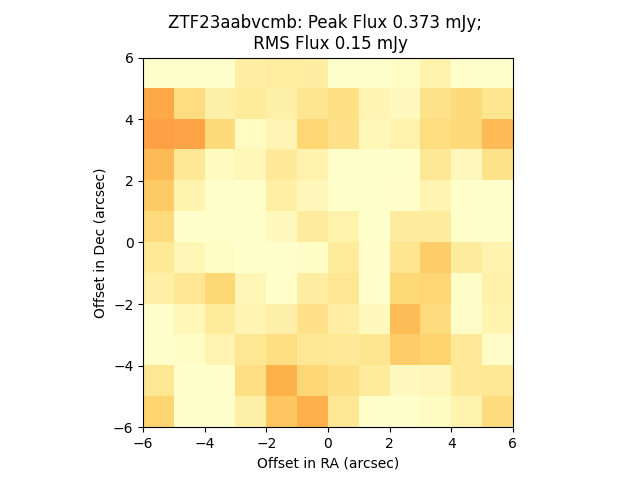 ZTF23aabvcmb: Peak Flux 0.373 mJy;
RMS Flux 0.15 mJy
6
4
2
0
−2
−4
−6
Offset in Dec (arcsec)
−6 −4 −2 0 2 4 6
Offset in RA (arcsec)